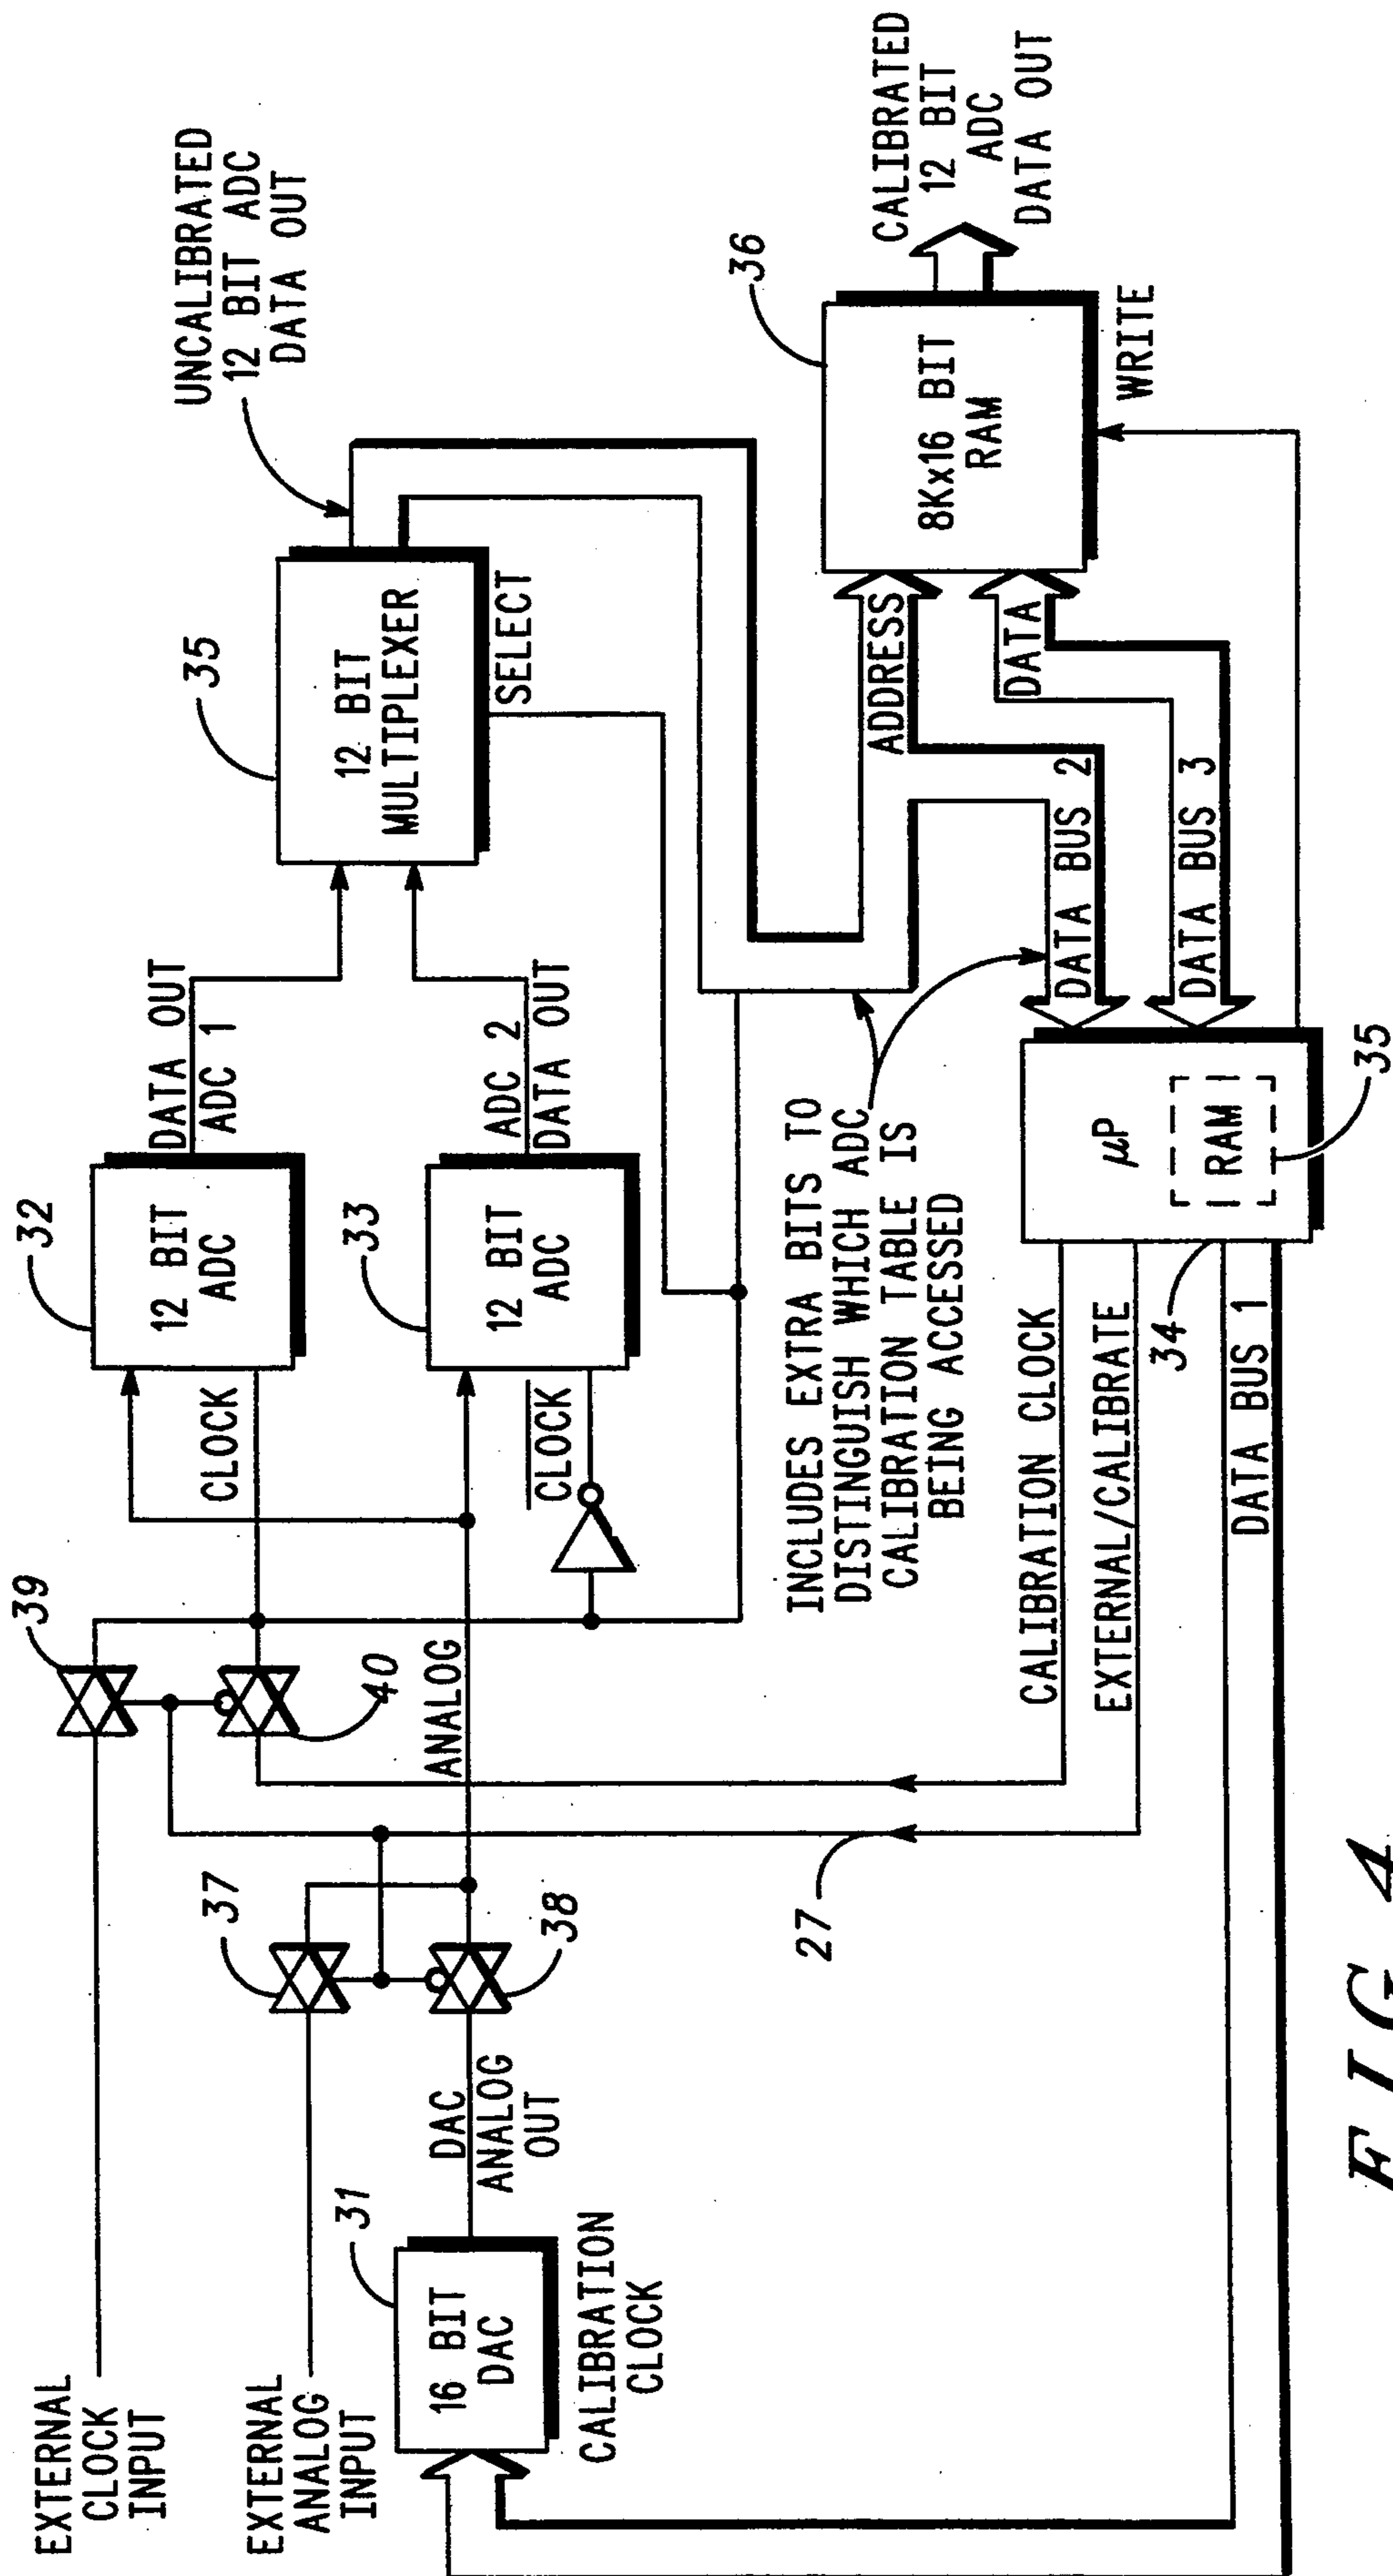 EXTERNAL
CLOCK
INPUT
EXTERNAL
ANALOG
INPUT
39
40
37
38
27
31
16 BIT
DAC
DAC
ANALOG
OUT
CALIBRATION
CLOCK
ANALOG
CLOCK
CLOCK
32
12 BIT
ADC
33
12 BIT
ADC
DATA OUT
ADC 1
ADC 2
DATA OUT
35
12 BIT
MULTIPLEXER
SELECT
UNCALIBRATED
12 BIT ADC
DATA OUT
INCLUDES EXTRA BITS TO
DISTINGUISH WHICH ADC
CALIBRATION TABLE IS
BEING ACCESSED
ADDRESS
DATA
DATA BUS 2
DATA BUS 3
36
8Kx16 BIT
RAM
WRITE
CALIBRATED
12 BIT
ADC
DATA OUT
CALIBRATION CLOCK
EXTERNAL/CALIBRATE
34
DATA BUS 1
μP
RAM
35
FIG 4